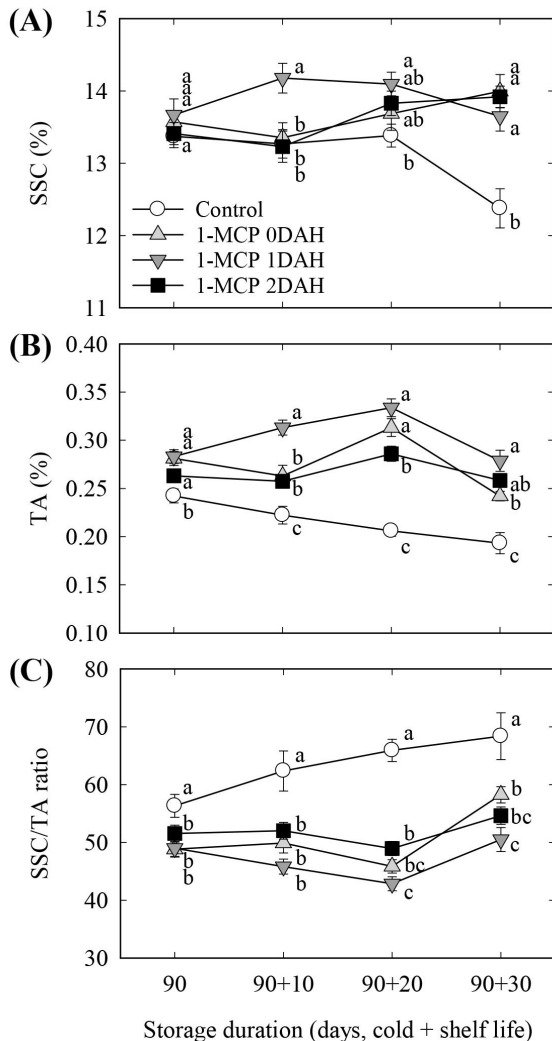 (A)
15
14
13
12
11
SSC (%)
a
a
a
a
a
b
b
b
a
ab
ab
b
a
a
a
b
Control
1-MCP 0DAH
1-MCP 1DAH
1-MCP 2DAH
(B)
0.40
0.35
0.30
0.25
0.20
0.15
0.10
TA (%)
a
a
a
b
a
b
b
c
a
a
b
c
a
ab
b
c
(C)
80
70
60
50
40
30
SSC/TA ratio
a
b
b
b
a
b
b
b
a
b
bc
c
a
b
bc
c
90
90+10
90+20
90+30
Storage duration (days, cold + shelf life)